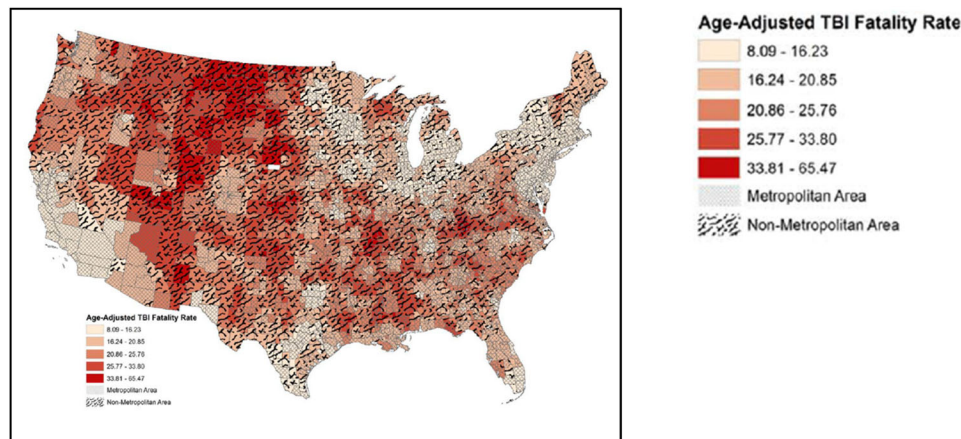 Age-Adjusted TBI Fatality Rate
8.09 - 16.23
16.24 - 20.85
20.86 - 25.76
25.77 - 33.80
33.81 - 65.47
Metropolitan Area
Non-Metropolitan Area
Age-Adjusted TBI Fatality Rate
8.09 - 16.23
16.24 - 20.85
20.86 - 25.76
25.77 - 33.80
33.81 - 65.47
Metropolitan Area
Non-Metropolitan Area